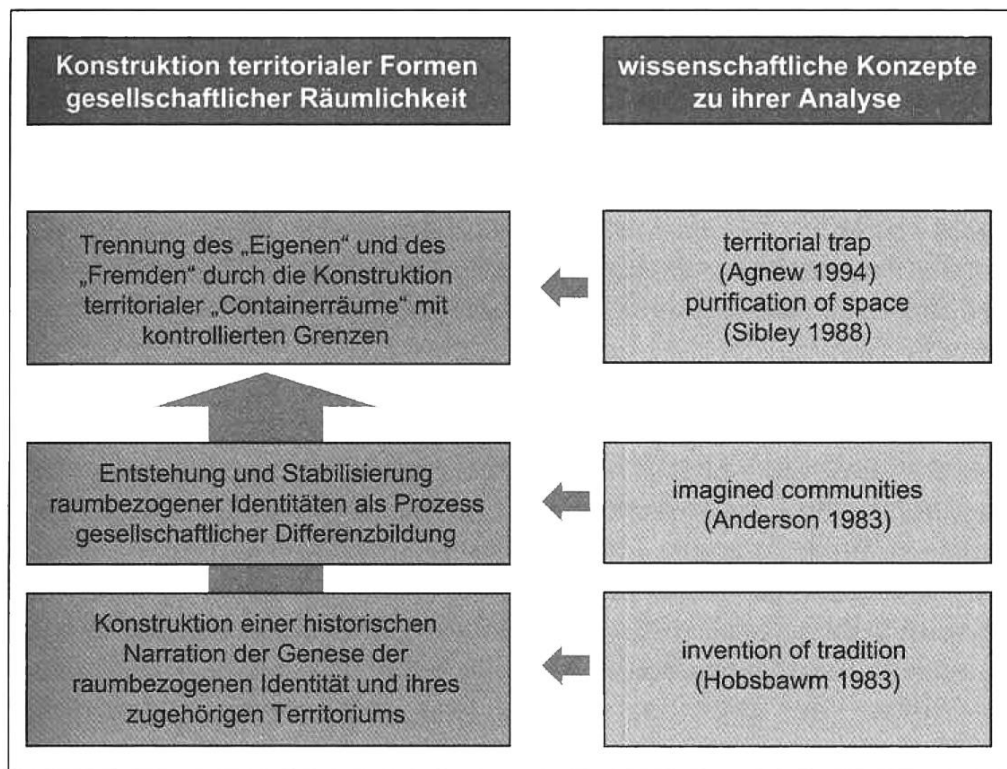 Konstruktion territorialer Formen
gesellschaftlicher Räumlichkeit
wissenschaftliche Konzepte
zu ihrer Analyse
Trennung des „Eigenen“ und des
„Fremden“ durch die Konstruktion
territorialer „Containerräume“ mit
kontrollierten Grenzen
territorial trap
(Agnew 1994)
purification of space
(Sibley 1988)
Entstehung und Stabilisierung
raumbezogener Identitäten als Prozess
gesellschaftlicher Differenzbildung
imagined communities
(Anderson 1983)
Konstruktion einer historischen
Narration der Genese der
raumbezogenen Identität und ihres
zugehörigen Territoriums
invention of tradition
(Hobsbawm 1983)